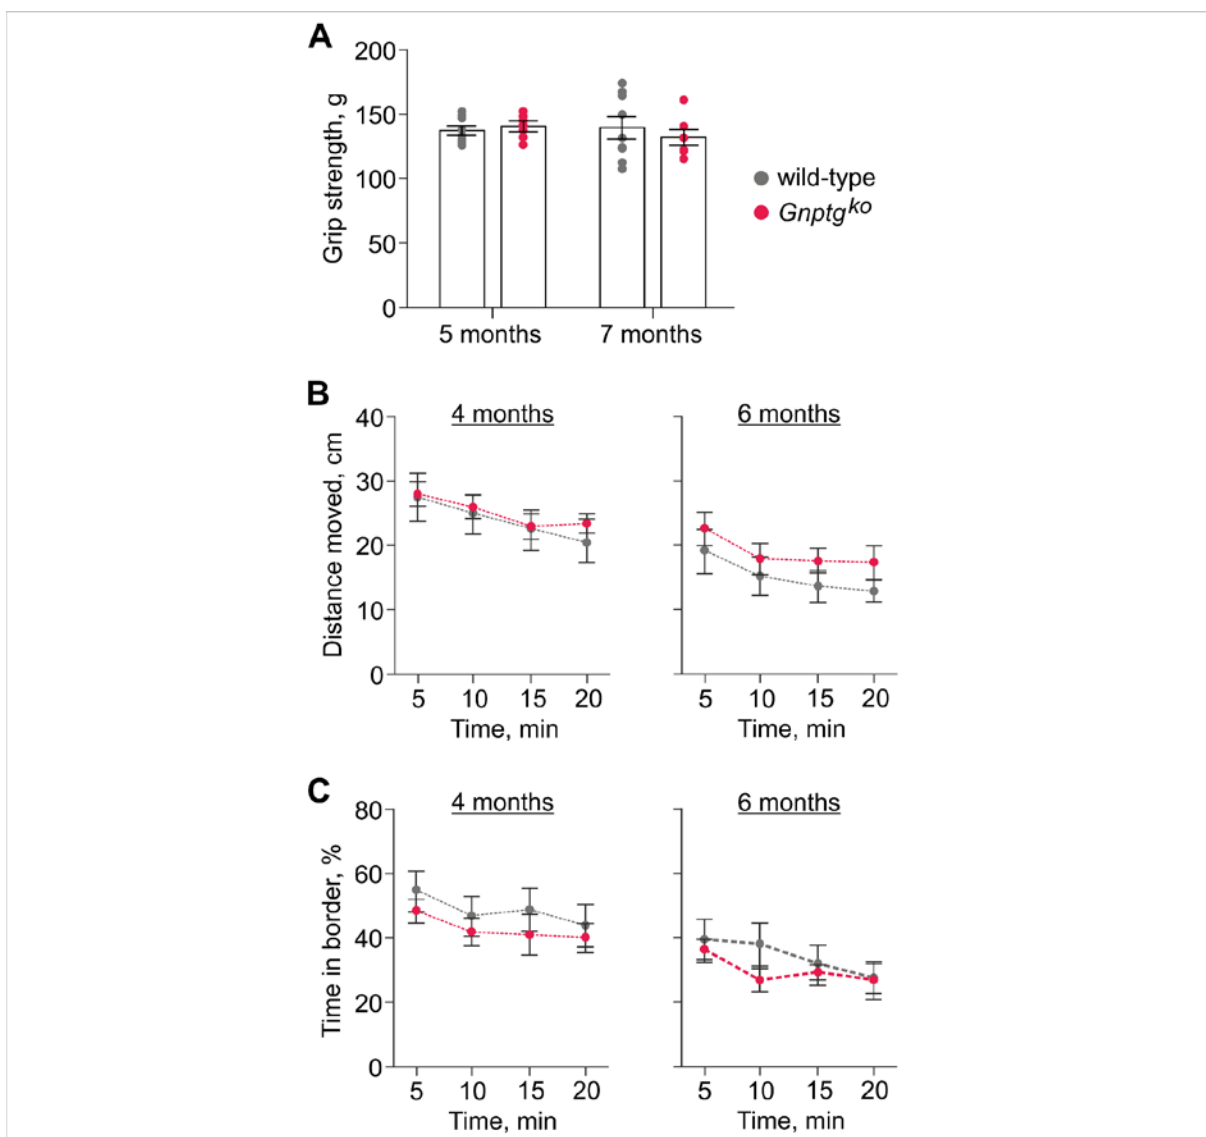 A
200
150
100
50
0
Grip strength, g
5 months 7 months
wild-type
Gnptg^ko
B
4 months 6 months
40
30
20
10
0
Distance moved, cm
5 10 15 20 5 10 15 20
Time, min Time, min
C
4 months 6 months
80
60
40
20
0
Time in border, %
5 10 15 20 5 10 15 20
Time, min Time, min